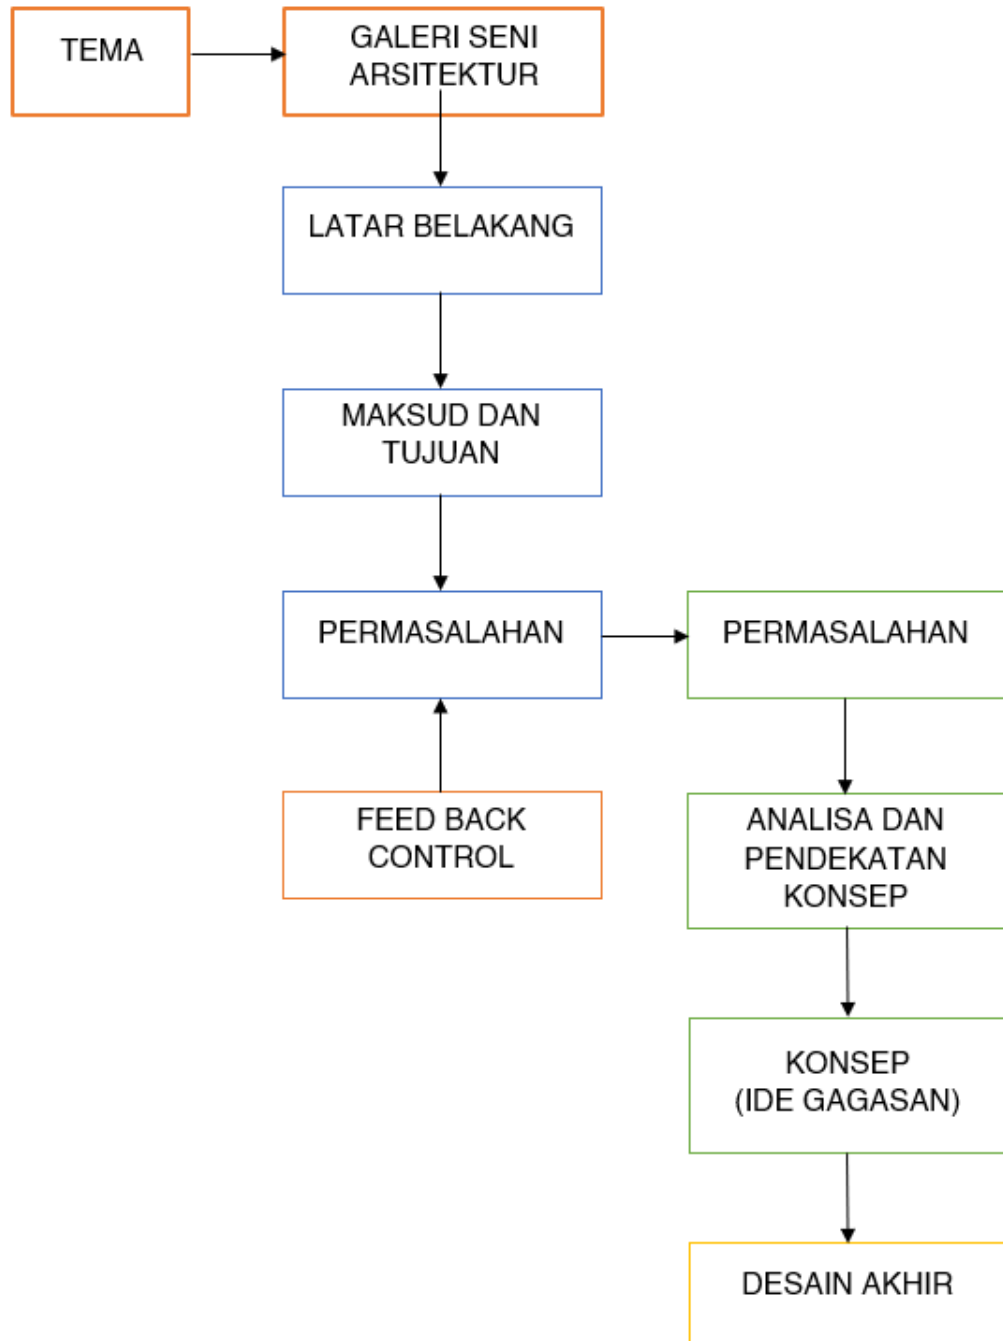 TEMA
GALERI SENI
ARSITEKTUR
LATAR BELAKANG
MAKSUD DAN
TUJUAN
PERMASALAHAN
PERMASALAHAN
FEED BACK
CONTROL
ANALISA DAN
PENDEKATAN
KONSEP
KONSEP
(IDE GAGASAN)
DESAIN AKHIR